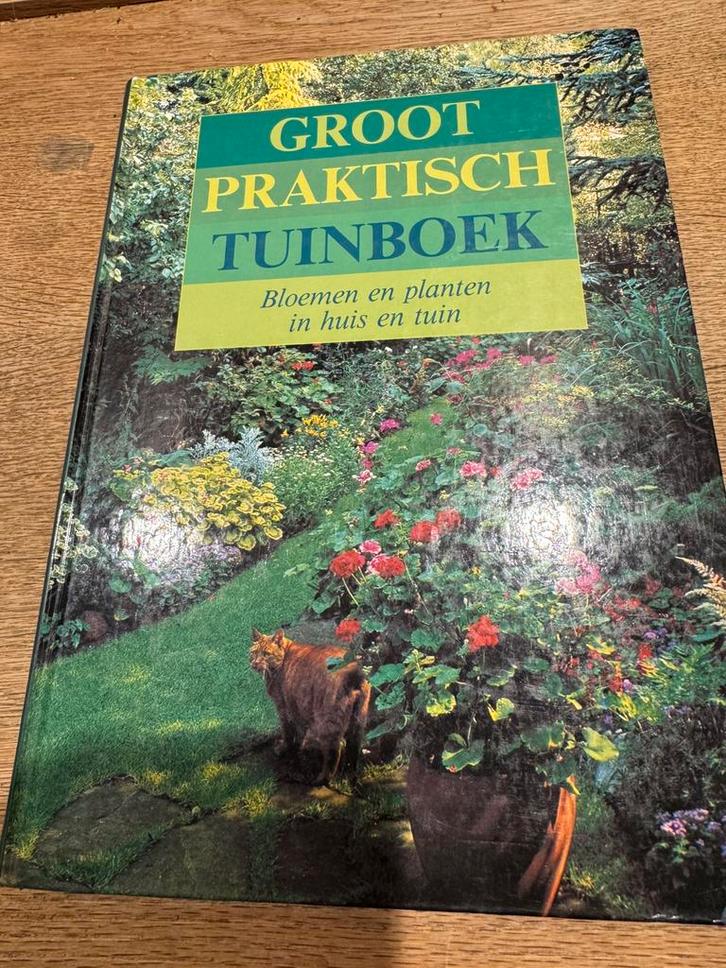 GROOT
PRAKTISCH
TUINBOEK
Bloemen en planten
in huis en tuin